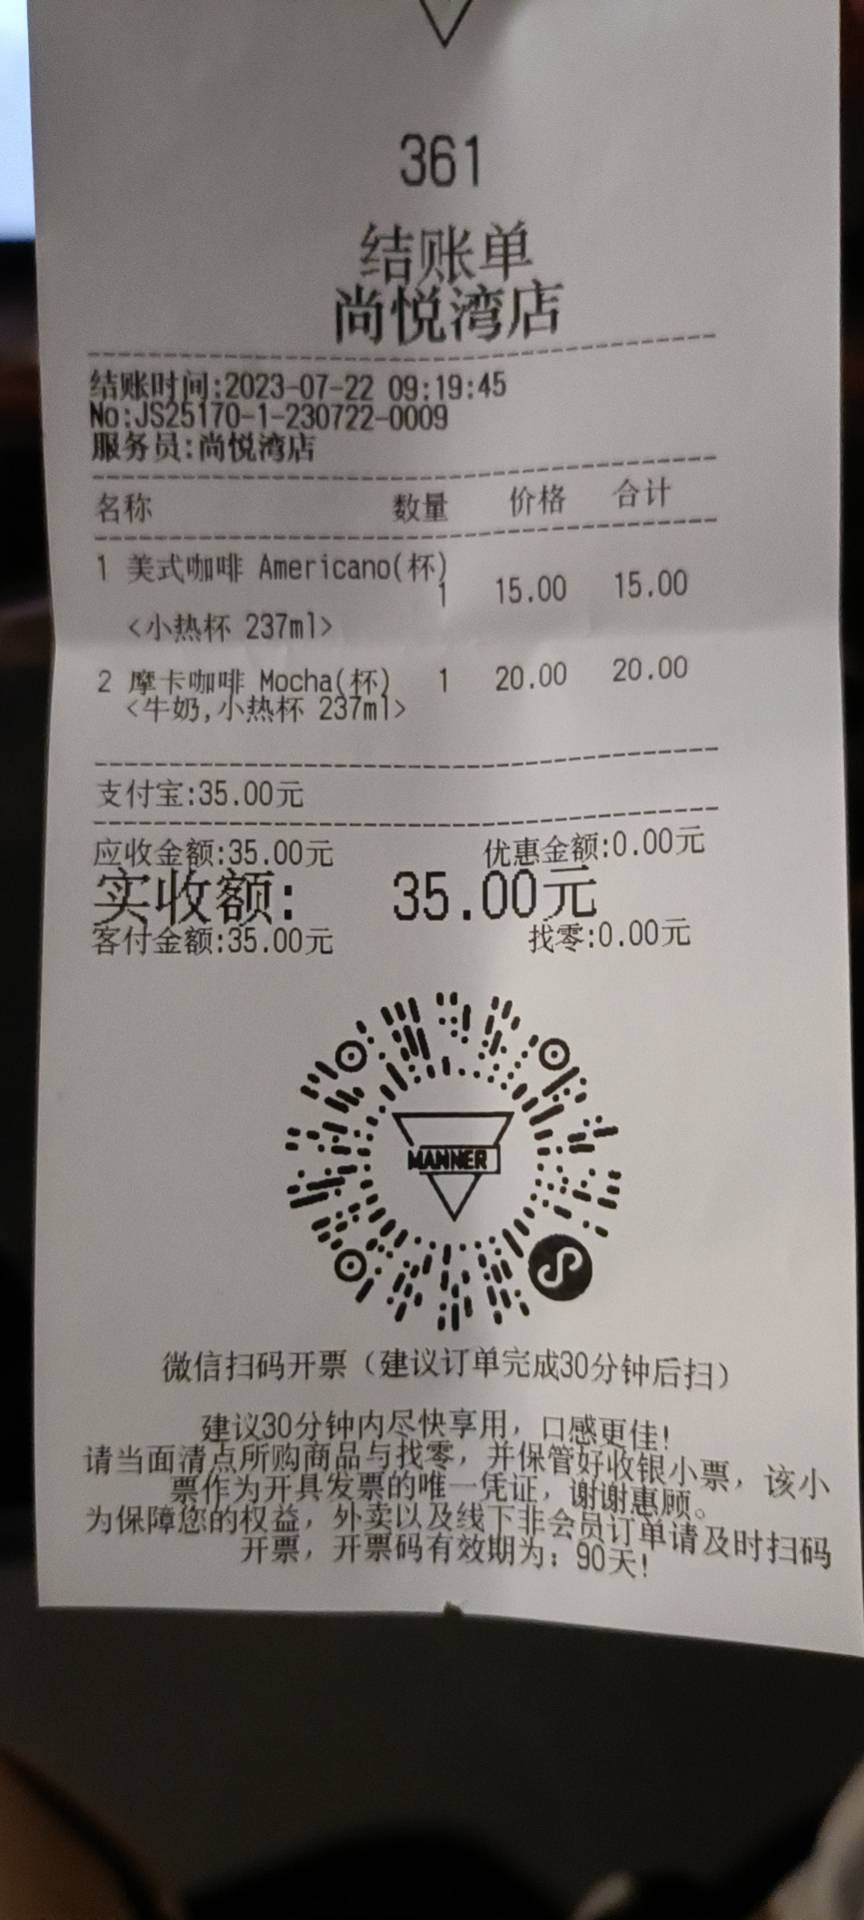 361
结账单
尚悦湾店
结账时间:2023-07-22 09:19:45
No:JS25170-1-230722-0009
服务员:尚悦湾店
名称 数量 价格 合计
1 美式咖啡 Americano(杯)
1 15.00 15.00
<小热杯 237ml>
2 摩卡咖啡 Mocha(杯) 1 20.00 20.00
<牛奶,小热杯 237ml>
支付宝:35.00元
应收金额:35.00元 优惠金额:0.00元
实收额: 35.00元
客付金额:35.00元 找零:0.00元
MANNER
微信扫码开票（建议订单完成30分钟后扫）
建议30分钟内尽快享用，口感更佳!
请当面清点所购商品与找零，并保管好收银小票，该小
票作为开具发票的唯一凭证，谢谢惠顾。
为保障您的权益，外卖以及线下非会员订单请及时扫码
开票，开票码有效期为：90天!